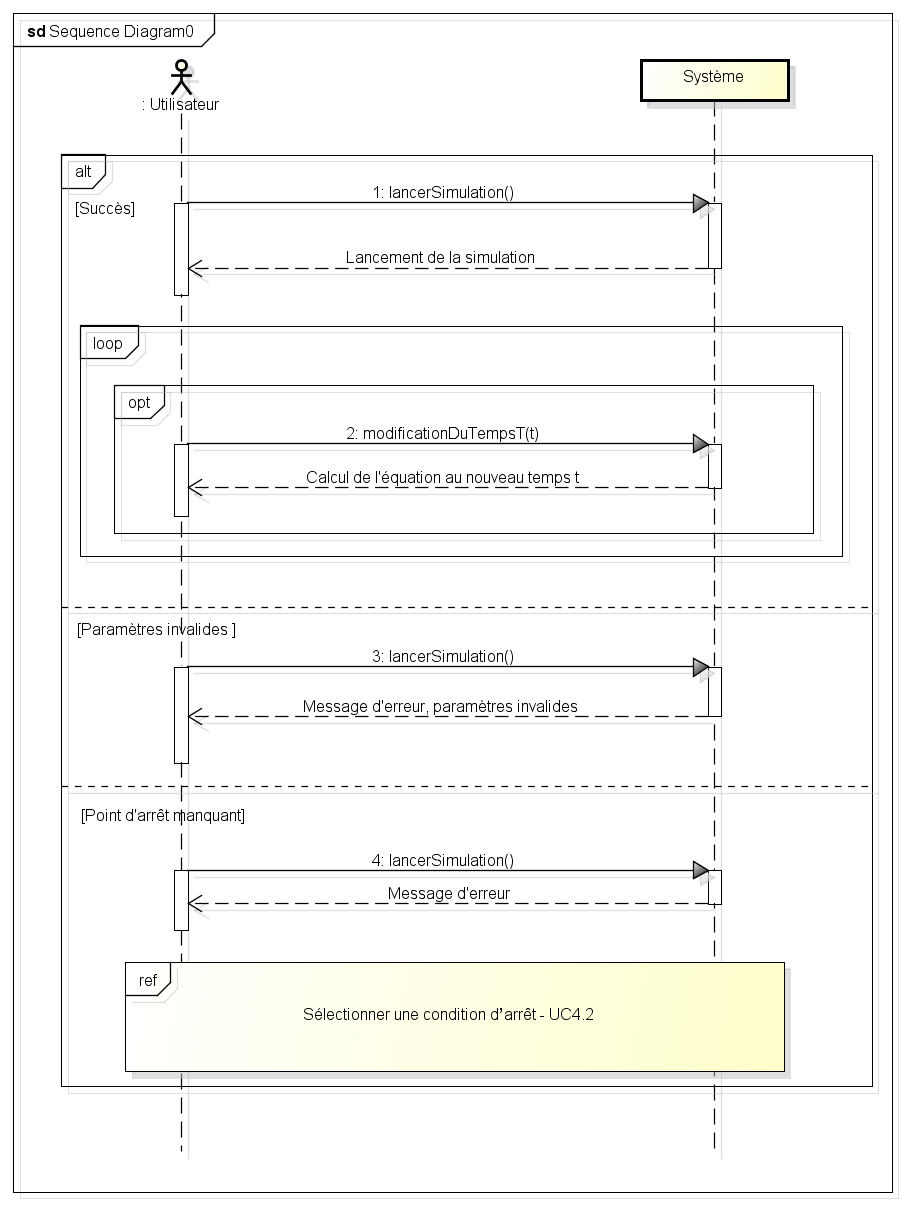 sd Sequence Diagram0
: Utilisateur
Système
alt
[Succès]
1: lancerSimulation()
Lancement de la simulation
loop
opt
2: modificationDuTempsT(t)
Calcul de l'équation au nouveau temps t
[Paramètres invalides ]
3: lancerSimulation()
Message d'erreur, paramètres invalides
[Point d'arrêt manquant]
4: lancerSimulation()
Message d'erreur
ref
Sélectionner une condition d’arrêt - UC4.2